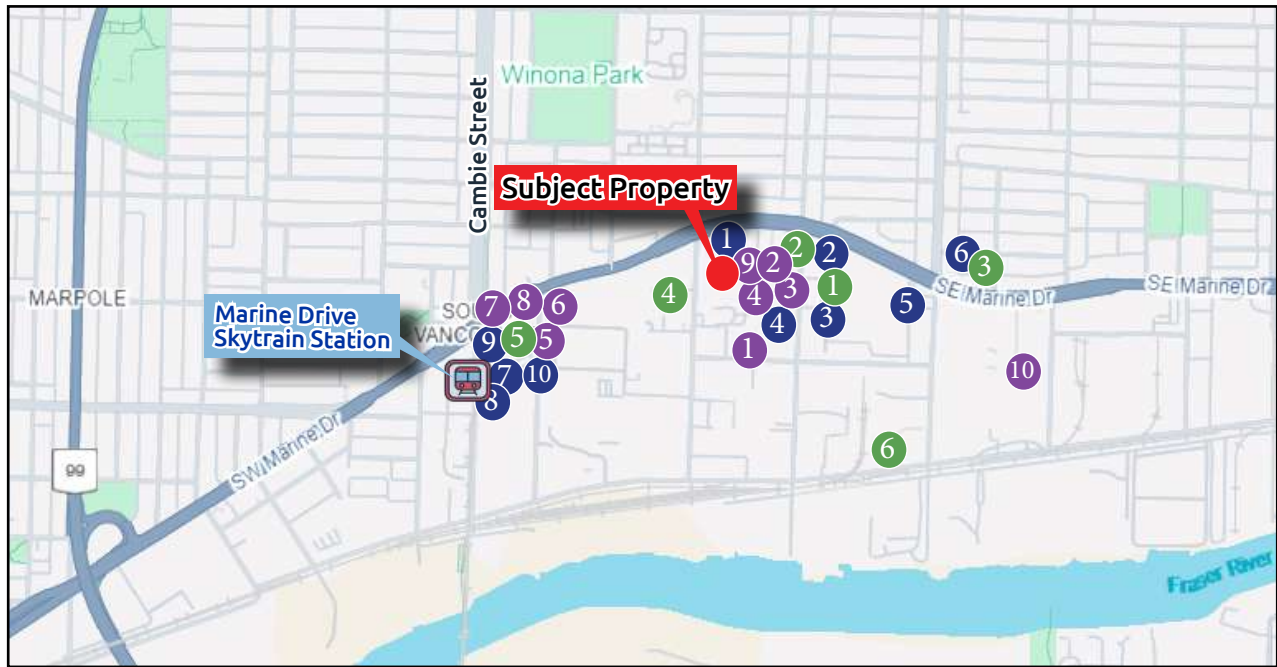 Winona Park
Cambie Street
Subject Property
1
2
2
6
9
2
3
MARPOLE
4
4
3
1
SE Marine Dr
SE Marine Dr
7
8
6
5
Marine Drive
Skytrain Station
SOU
VANCO
9
5
5
4
3
1
7
10
10
8
SW Marine Dr
6
99
Fraser River